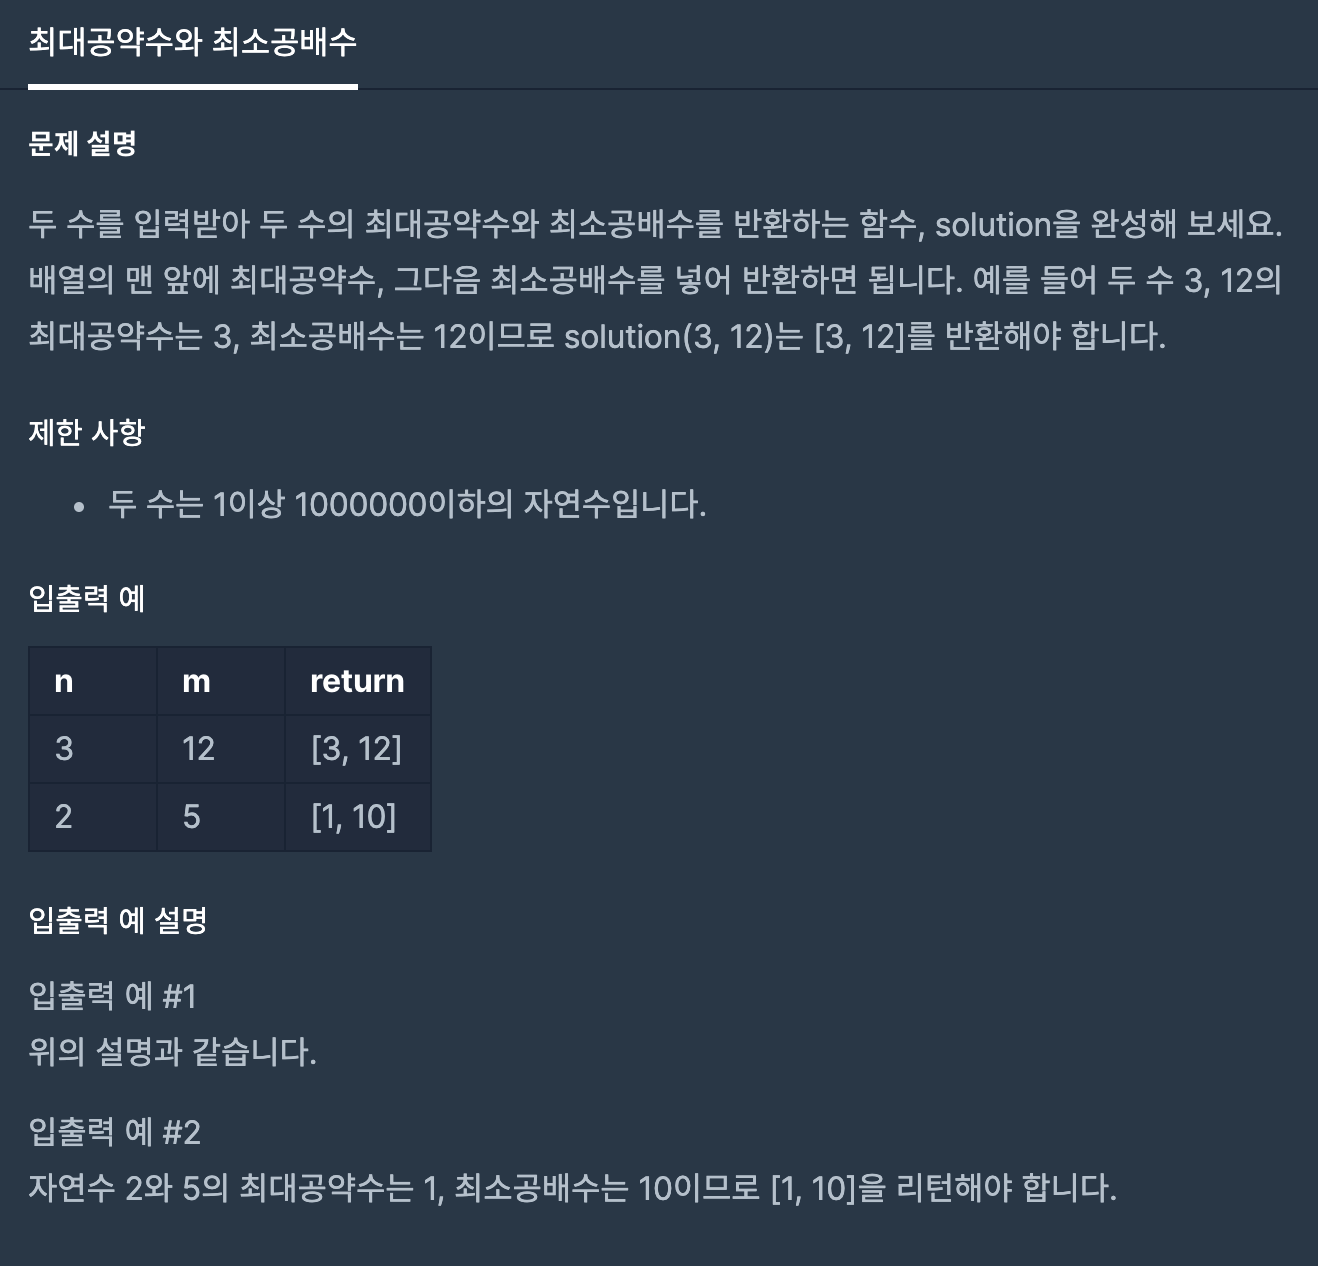 최대공약수와 최소공배수
문제 설명
두 수를 입력받아 두 수의 최대공약수와 최소공배수를 반환하는 함수, solution을 완성해 보세요.
배열의 맨 앞에 최대공약수, 그다음 최소공배수를 넣어 반환하면 됩니다. 예를 들어 두 수 3, 12의
최대공약수는 3, 최소공배수는 12이므로 solution(3, 12)는 [3, 12]를 반환해야 합니다.
제한 사항
• 두 수는 1이상 1000000이하의 자연수입니다.
입출력 예
n m return
3 12 [3, 12]
2 5 [1, 10]
입출력 예 설명
입출력 예 #1
위의 설명과 같습니다.
입출력 예 #2
자연수 2와 5의 최대공약수는 1, 최소공배수는 10이므로 [1, 10]을 리턴해야 합니다.